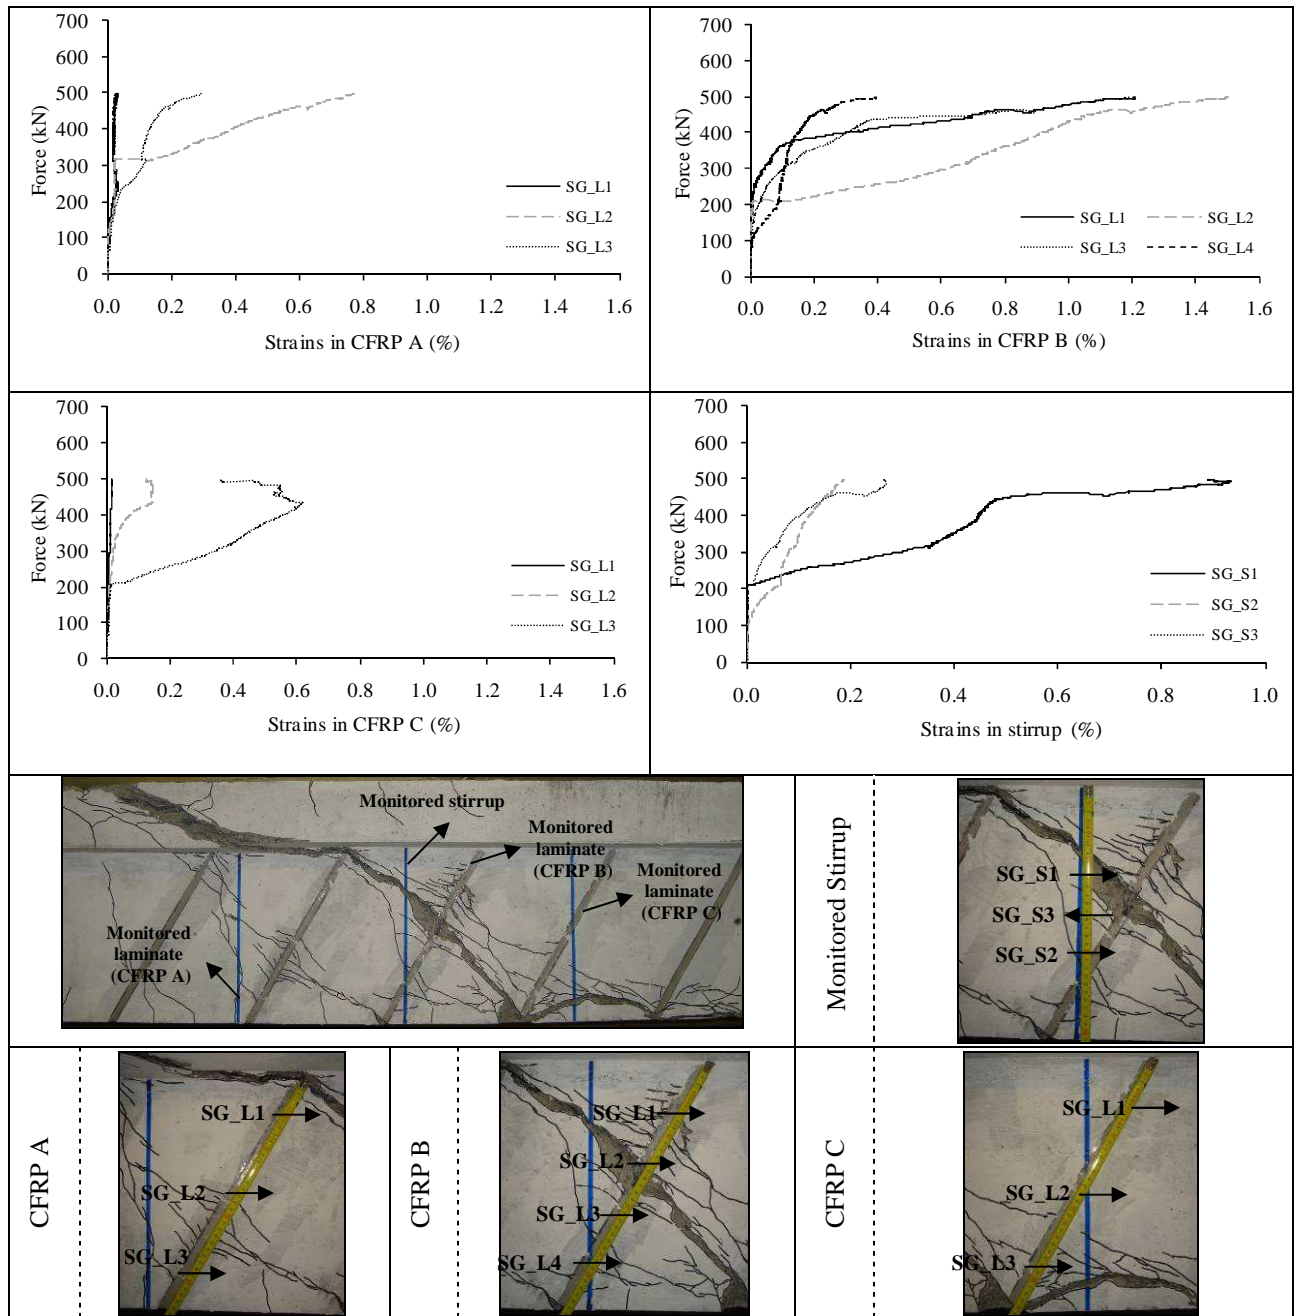 700
600
500
400
300
200
100
0
Force (kN)
SG_L1
SG_L2
SG_L3
0.0 0.2 0.4 0.6 0.8 1.0 1.2 1.4 1.6
Strains in CFRP A (%)
700
600
500
400
300
200
100
0
Force (kN)
SG_L1 SG_L2
SG_L3 SG_L4
0.0 0.2 0.4 0.6 0.8 1.0 1.2 1.4 1.6
Strains in CFRP B (%)
700
600
500
400
300
200
100
0
Force (kN)
SG_L1
SG_L2
SG_L3
0.0 0.2 0.4 0.6 0.8 1.0 1.2 1.4 1.6
Strains in CFRP C (%)
700
600
500
400
300
200
100
0
Force (kN)
SG_S1
SG_S2
SG_S3
0.0 0.2 0.4 0.6 0.8 1.0
Strains in stirrup (%)
Monitored stirrup
Monitored
laminate
(CFRP B)
Monitored
laminate
(CFRP C)
Monitored
laminate
(CFRP A)
Monitored Stirrup
SG_S1
SG_S3
SG_S2
CFRP A
SG_L1
SG_L2
SG_L3
CFRP B
SG_L1
SG_L2
SG_L3
SG_L4
CFRP C
SG_L1
SG_L2
SG_L3